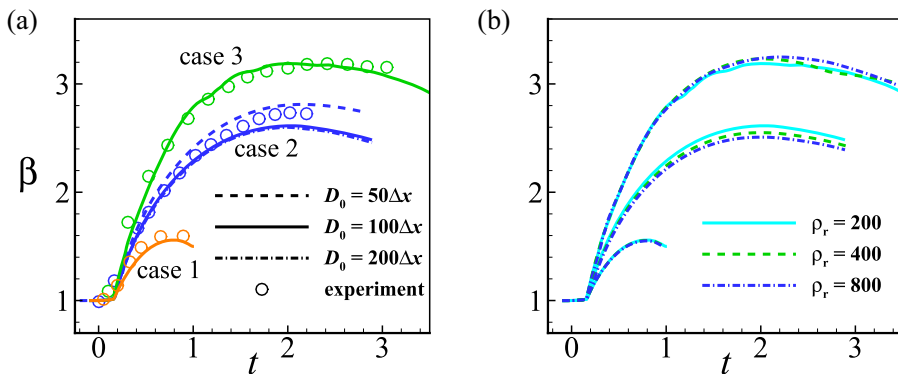 (a)
β
3
2
1
0
1
2
3
t
case 3
case 2
case 1
D₀ = 50Δx
D₀ = 100Δx
D₀ = 200Δx
experiment
(b)
3
2
1
0
1
2
3
t
ρᵣ = 200
ρᵣ = 400
ρᵣ = 800